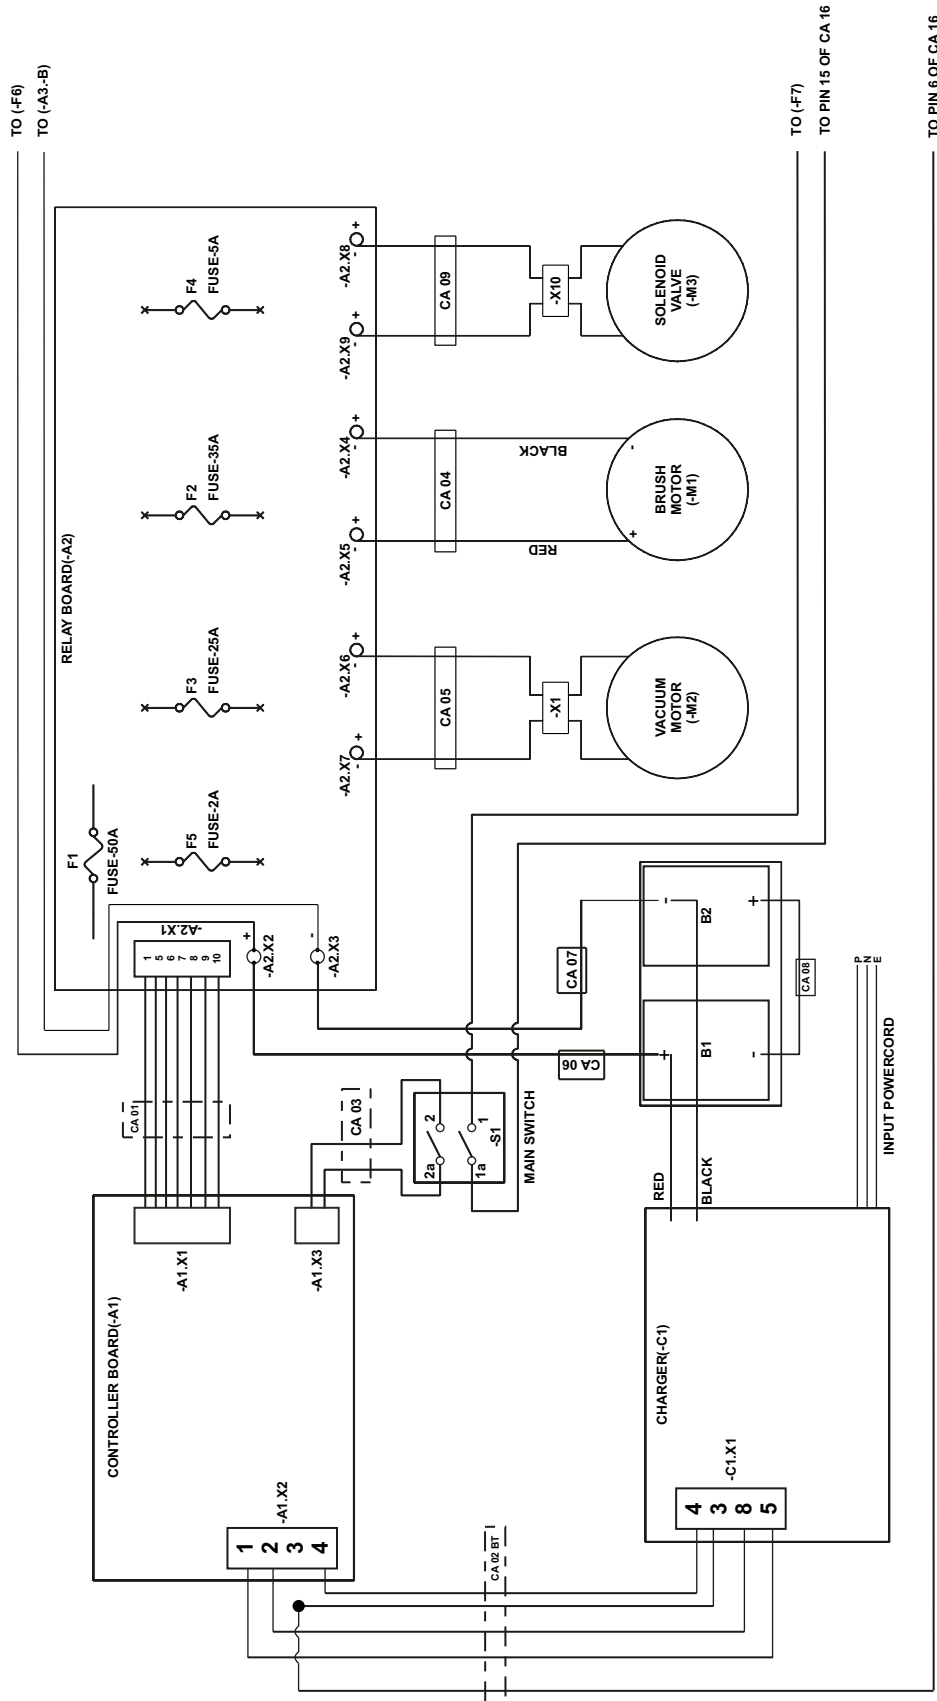 TO (-F6)
TO (-A3.-B)
TO (-F7)
TO PIN 15 OF CA 16
TO PIN 6 OF CA 16
RELAY BOARD(-A2)
F1
FUSE-50A
F5
FUSE-2A
F3
FUSE-25A
F2
FUSE-35A
F4
FUSE-5A
-A2.X1
1
5
6
7
8
9
10
+
-A2.X2
-
-A2.X3
-A2.X7
- +
-A2.X6
- +
-A2.X5
- +
-A2.X4
- +
-A2.X9
- +
-A2.X8
- +
CA 05
CA 04
CA 09
RED
BLACK
-X1
-X10
VACUUM
MOTOR
(-M2)
+
-
BRUSH
MOTOR
(-M1)
SOLENOID
VALVE
(-M3)
CA 01
CA 03
CONTROLLER BOARD(-A1)
-A1.X1
-A1.X3
-A1.X2
1
2
3
4
2a
2
1a
1
-S1
MAIN SWITCH
CA 06
CA 07
CA 08
+
B1
-
-
B2
+
RED
BLACK
CHARGER(-C1)
-C1.X1
4
3
8
5
CA 02 BT
INPUT POWERCORD
P
N
E